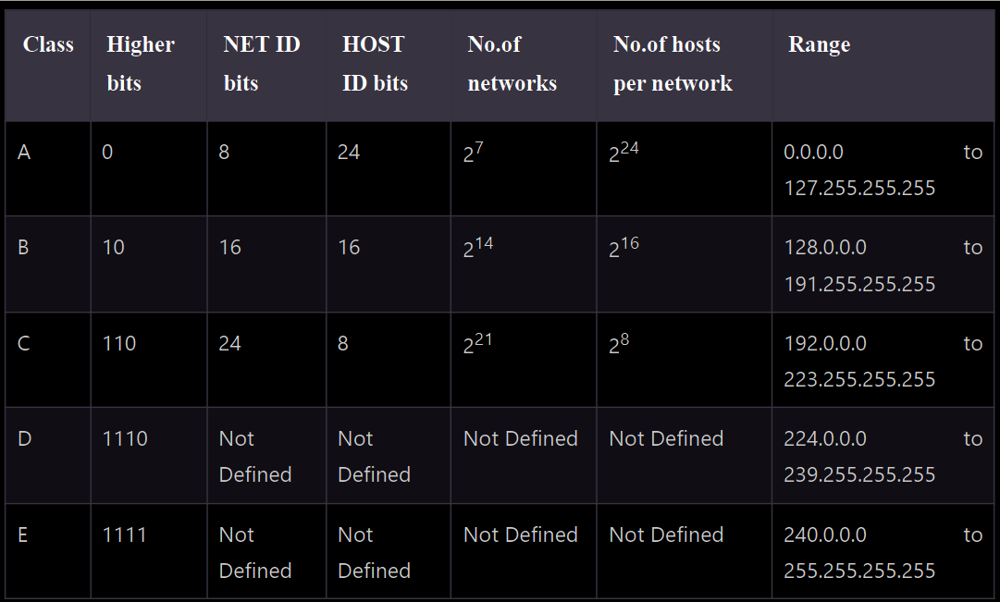 Class Higher bits NET ID bits HOST ID bits No.of networks No.of hosts per network Range
A 0 8 24 2^7 2^24 0.0.0.0 to 127.255.255.255
B 10 16 16 2^14 2^16 128.0.0.0 to 191.255.255.255
C 110 24 8 2^21 2^8 192.0.0.0 to 223.255.255.255
D 1110 Not Defined Not Defined Not Defined Not Defined 224.0.0.0 to 239.255.255.255
E 1111 Not Defined Not Defined Not Defined Not Defined 240.0.0.0 to 255.255.255.255